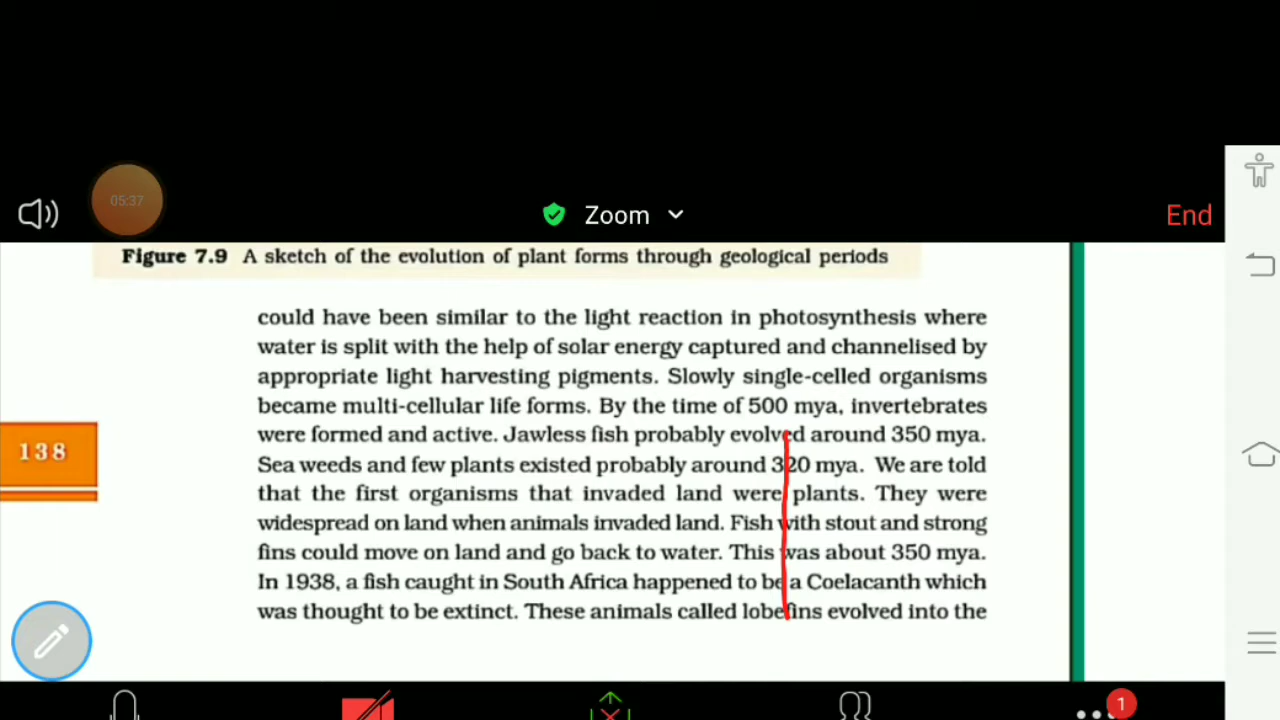 05:37
Zoom
End
Figure 7.9 A sketch of the evolution of plant forms through geological periods
could have been similar to the light reaction in photosynthesis where
water is split with the help of solar energy captured and channelised by
appropriate light harvesting pigments. Slowly single-celled organisms
became multi-cellular life forms. By the time of 500 mya, invertebrates
were formed and active. Jawless fish probably evolved around 350 mya.
138
Sea weeds and few plants existed probably around 320 mya. We are told
that the first organisms that invaded land were plants. They were
widespread on land when animals invaded land. Fish with stout and strong
fins could move on land and go back to water. This was about 350 mya.
In 1938, a fish caught in South Africa happened to be a Coelacanth which
was thought to be extinct. These animals called lobefins evolved into the
1